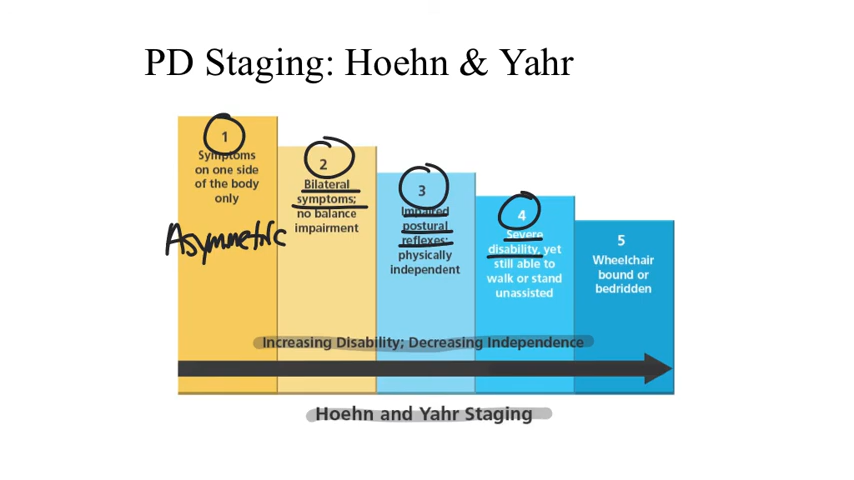 PD Staging: Hoehn & Yahr
1
Symptoms
on one side
of the body
only
Asymmetric
2
Bilateral
symptoms;
no balance
impairment
3
Impaired
postural
reflexes;
physically
independent
4
Severe
disability, yet
still able to
walk or stand
unassisted
5
Wheelchair
bound or
bedridden
Increasing Disability; Decreasing Independence
Hoehn and Yahr Staging